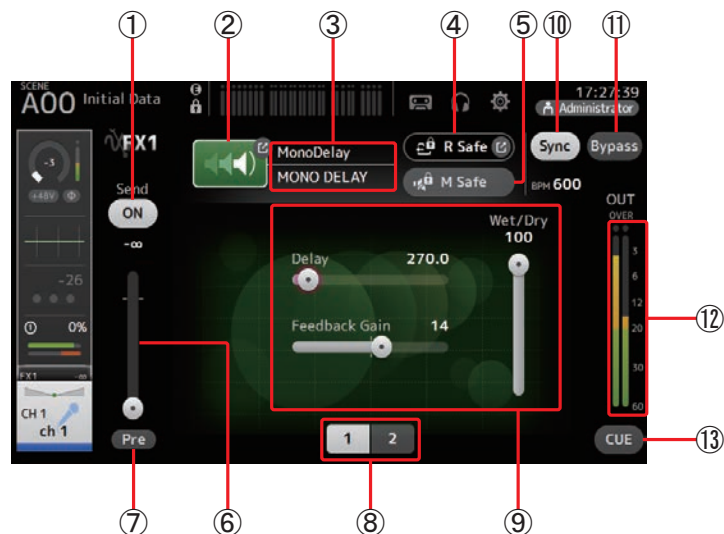 ① ② ③ ④ ⑤ ⑩ ⑪
SCENE
A00 Initial Data
17:27:39
Administrator
FX1
MonoDelay
MONO DELAY
R Safe
M Safe
Sync
Bypass
BPM 600
-3
+48V Φ
Send
ON
-∞
OUT
OVER
Wet/Dry
100
Delay 270.0
Feedback Gain 14
-26
0%
3
6
12
20
30
60
⑫
FX1 -∞
CH 1
ch 1
Pre
1 2
CUE
⑬
⑦ ⑥ ⑧ ⑨